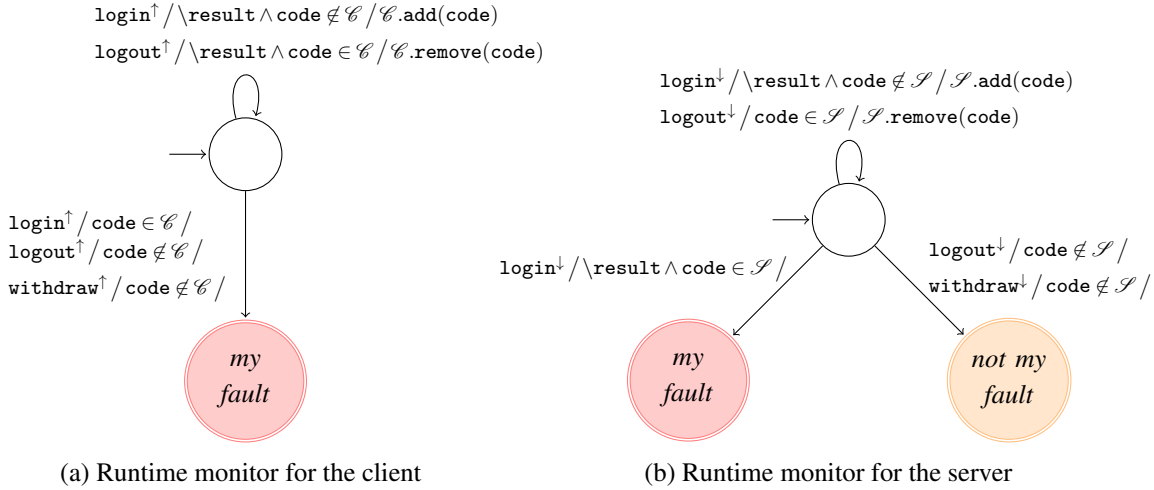 login↑/\result ∧ code ∉ 𝒞/𝒞.add(code)
logout↑/\result ∧ code ∈ 𝒞/𝒞.remove(code)
login↑/code ∈ 𝒞/
logout↑/code ∉ 𝒞/
withdraw↑/code ∉ 𝒞/
my
fault
(a) Runtime monitor for the client
login↓/\result ∧ code ∉ 𝒮/𝒮.add(code)
logout↓/code ∈ 𝒮/𝒮.remove(code)
login↓/\result ∧ code ∈ 𝒮/
logout↓/code ∉ 𝒮/
withdraw↓/code ∉ 𝒮/
my
fault
not my
fault
(b) Runtime monitor for the server